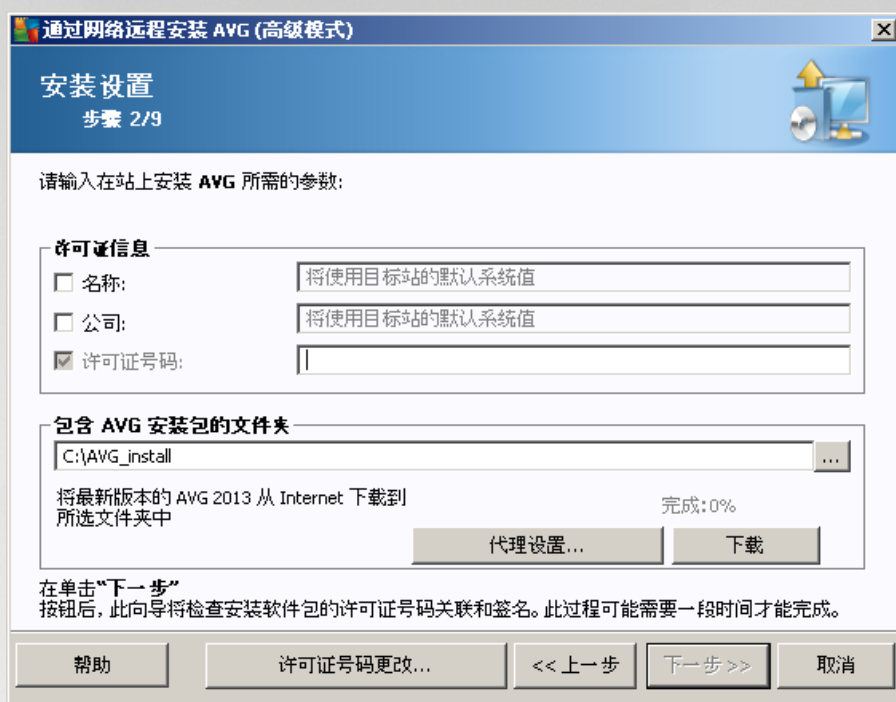 通过网络远程安装 AVG (高级模式)
安装设置
步骤 2/9
请输入在站上安装 AVG 所需的参数:
许可证信息
名称:
将使用目标站的默认系统值
公司:
将使用目标站的默认系统值
许可证号码:
包含 AVG 安装包的文件夹
C:\AVG_install
...
将最新版本的 AVG 2013 从 Internet 下载到
所选文件夹中
完成:0%
代理设置...
下载
在单击“下一步”
按钮后, 此向导将检查安装软件包的许可证号码关联和签名。此过程可能需要一段时间才能完成。
帮助
许可证号码更改...
<< 上一步
下一步 >>
取消